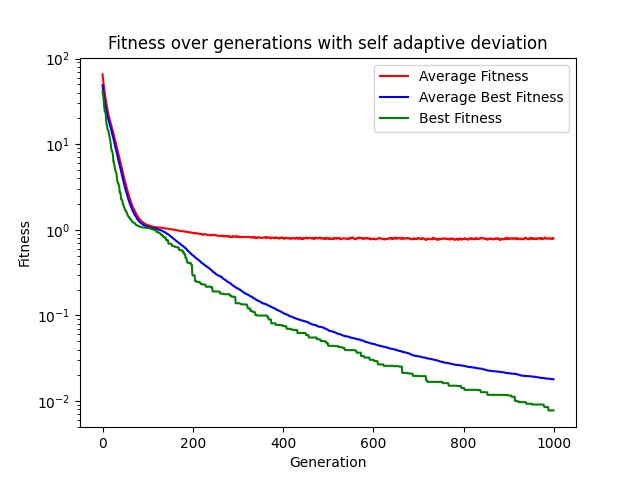 Fitness over generations with self adaptive deviation
Average Fitness
Average Best Fitness
Best Fitness
Fitness
10²
10¹
10⁰
10⁻¹
10⁻²
0 200 400 600 800 1000
Generation